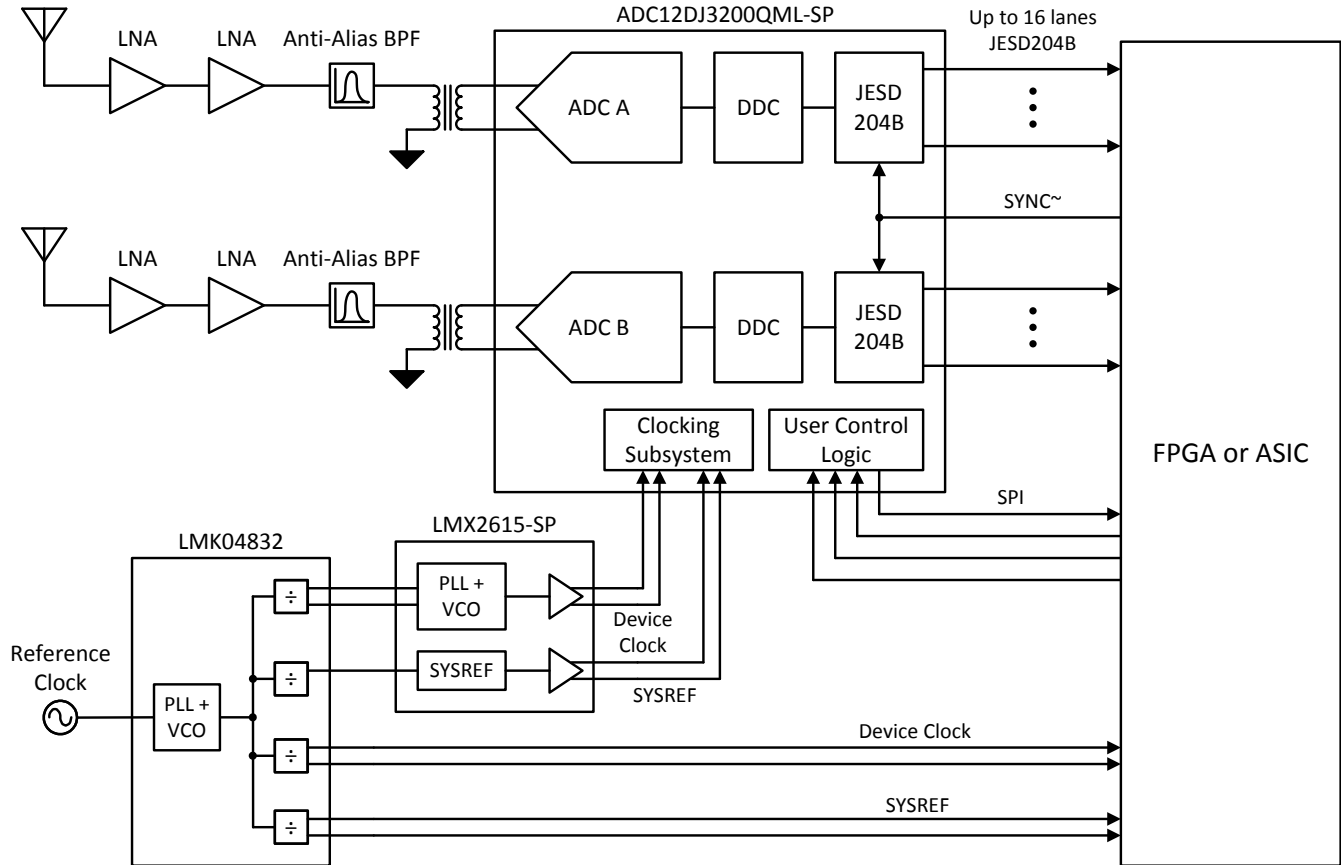 ADC12DJ3200QML-SP
Up to 16 lanes
JESD204B
LNA
LNA
Anti-Alias BPF
ADC A
DDC
JESD
204B
SYNC~
LNA
LNA
Anti-Alias BPF
ADC B
DDC
JESD
204B
Clocking
Subsystem
User Control
Logic
FPGA or ASIC
SPI
LMX2615-SP
LMK04832
÷
PLL +
VCO
Device
Clock
Reference
Clock
÷
SYSREF
SYSREF
PLL +
VCO
÷
Device Clock
÷
SYSREF